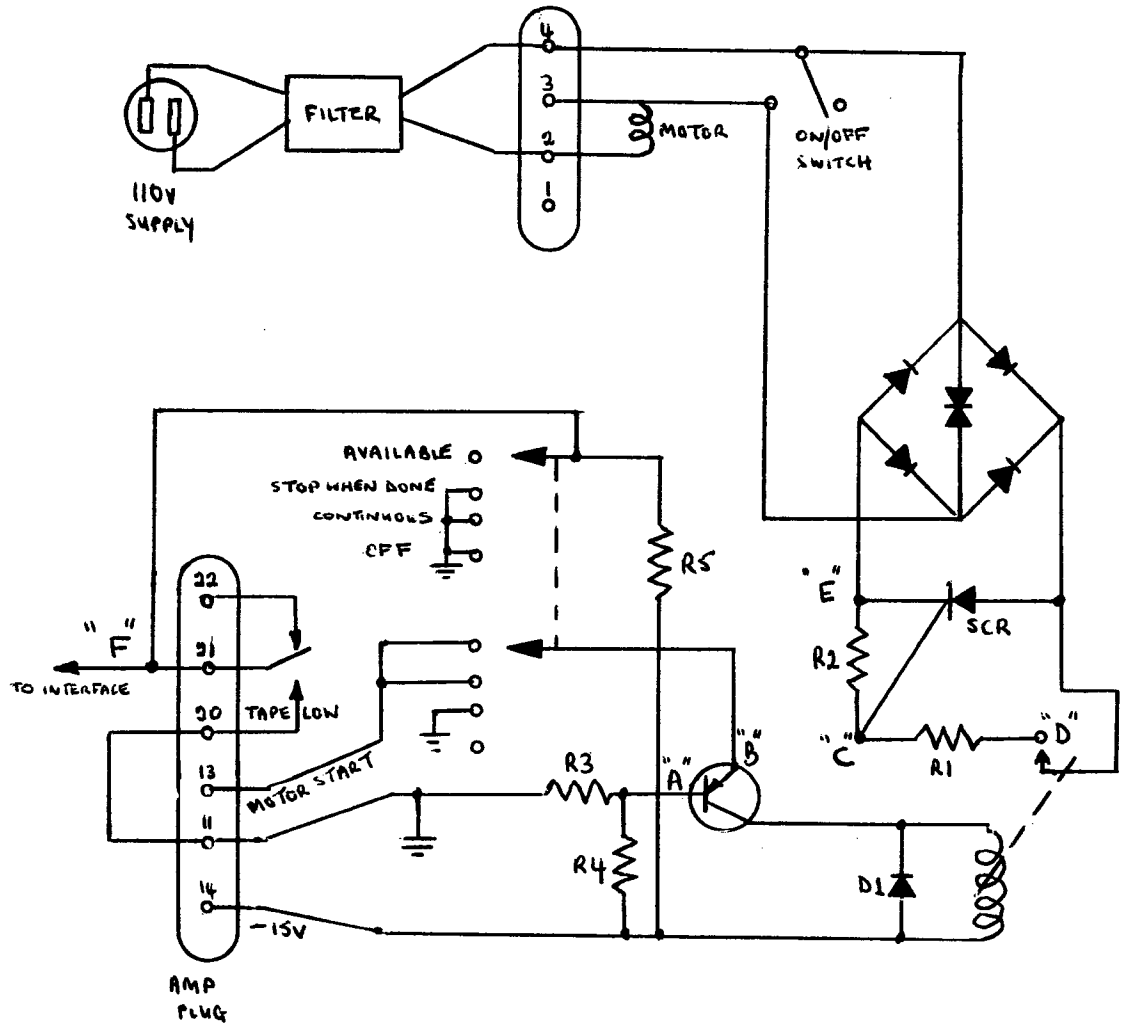 4
3
2
1
FILTER
MOTOR
ON/OFF
SWITCH
110V
SUPPLY
AVAILABLE
STOP WHEN DONE
CONTINUOUS
OFF
R5
22
"F"
21
TO INTERFACE
20
TAPE LOW
13
MOTOR START
11
14
-15V
AMP
PLUG
"E"
SCR
R2
"C"
R1
"D"
"B"
"A"
R3
R4
D1